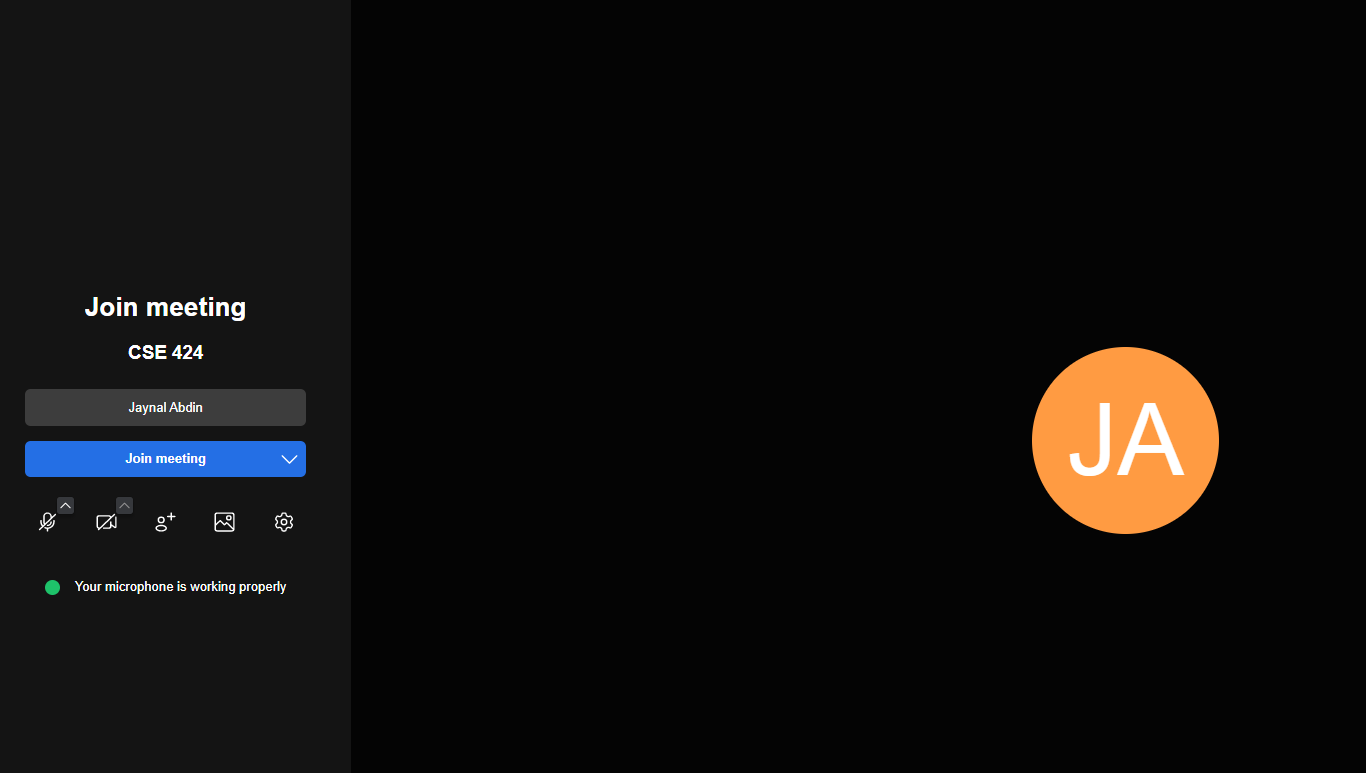 Join meeting
CSE 424
Jaynal Abdin
Join meeting
Your microphone is working properly
JA